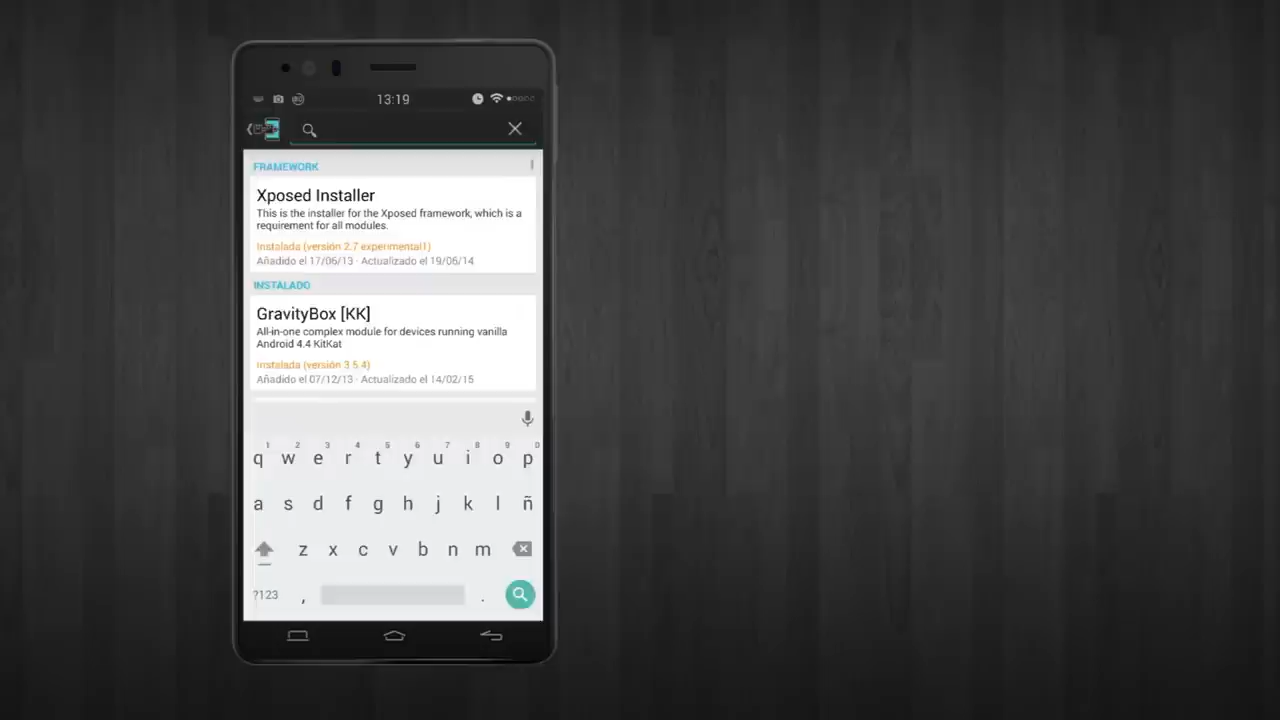 13:19
FRAMEWORK
Xposed Installer
This is the installer for the Xposed framework, which is a
requirement for all modules.
Instalada (versión 2.7 experimental1)
Añadido el 17/06/13 · Actualizado el 19/06/14
INSTALADO
GravityBox [KK]
All-in-one complex module for devices running vanilla
Android 4.4 KitKat
Instalada (versión 3.5.4)
Añadido el 07/12/13 · Actualizado el 14/02/15
1 2 3 4 5 6 7 8 9 0
q w e r t y u i o p
a s d f g h j k l ñ
z x c v b n m
?123 , .